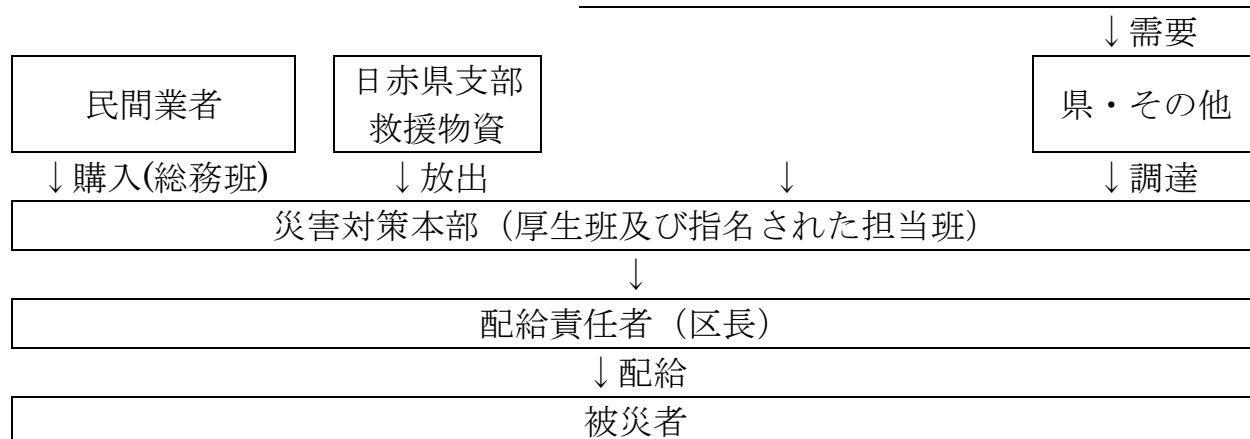 ↓需要
民間業者
日赤県支部
救援物資
県・その他
↓購入(総務班)
↓放出
↓
↓調達
災害対策本部（厚生班及び指名された担当班）
↓
配給責任者（区長）
↓配給
被災者